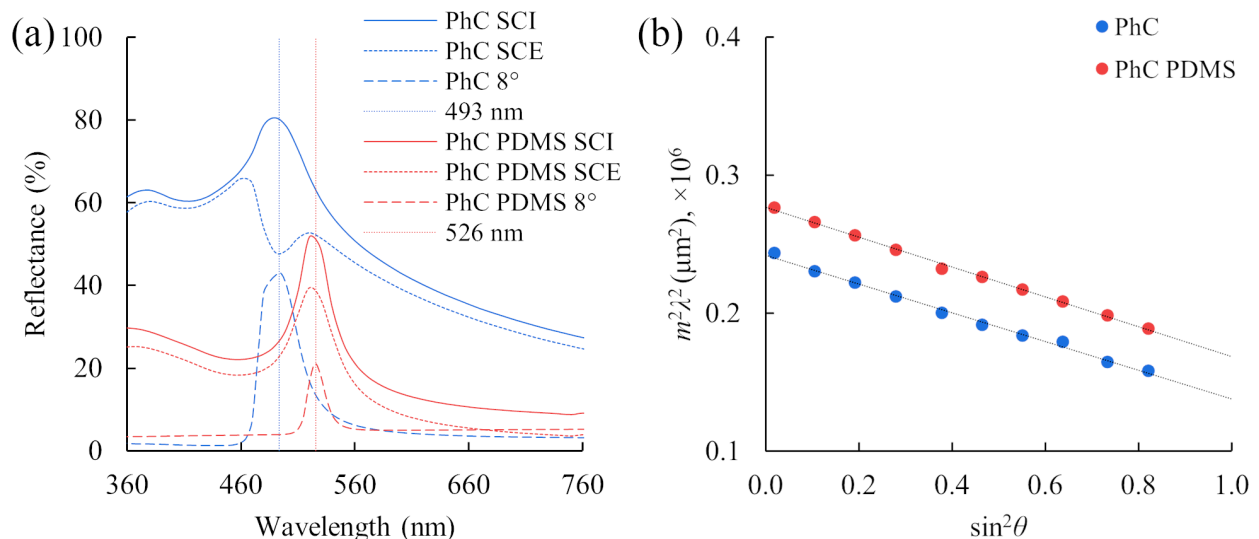 (a)
100
80
60
40
20
0
Reflectance (%)
360
460
560
660
760
Wavelength (nm)
PhC SCI
PhC SCE
PhC 8°
493 nm
PhC PDMS SCI
PhC PDMS SCE
PhC PDMS 8°
526 nm
(b)
0.4
0.3
0.2
0.1
m²λ² (μm²), ×10⁶
0.0
0.2
0.4
0.6
0.8
1.0
sin²θ
PhC
PhC PDMS